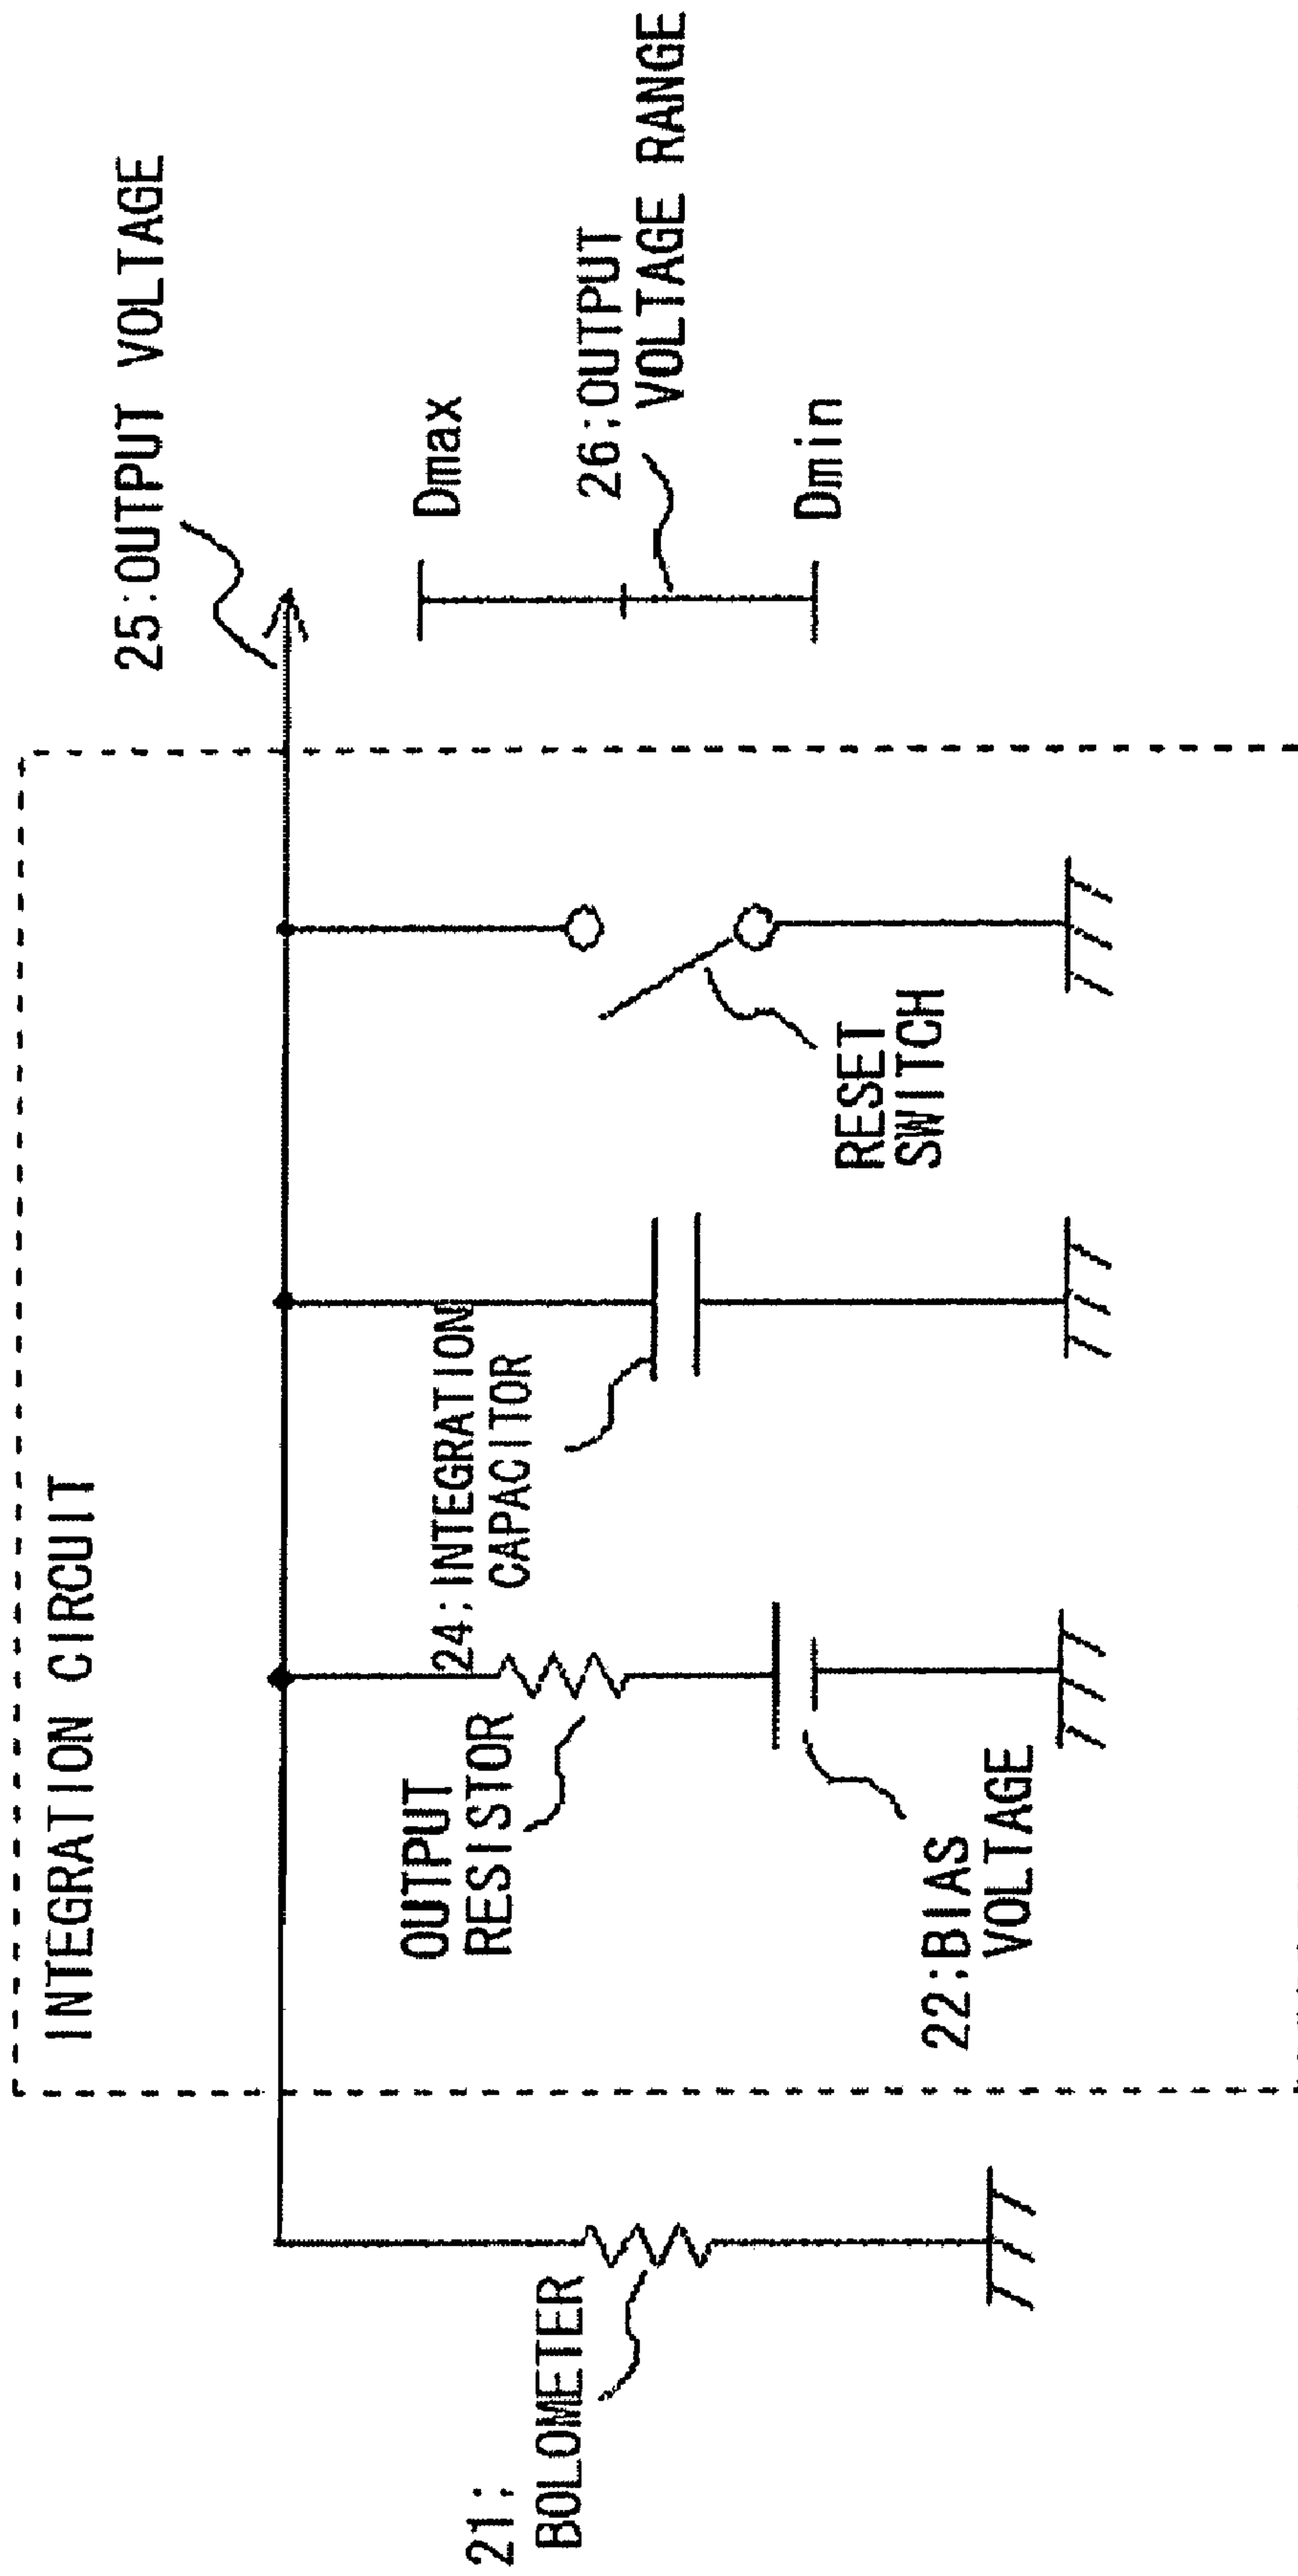 INTEGRATION CIRCUIT
25:OUTPUT VOLTAGE
21;
BOLOMETER
OUTPUT
RESISTOR
24;INTEGRATION
CAPACITOR
22;BIAS
VOLTAGE
RESET
SWITCH
Dmax
26;OUTPUT
VOLTAGE RANGE
Dmin